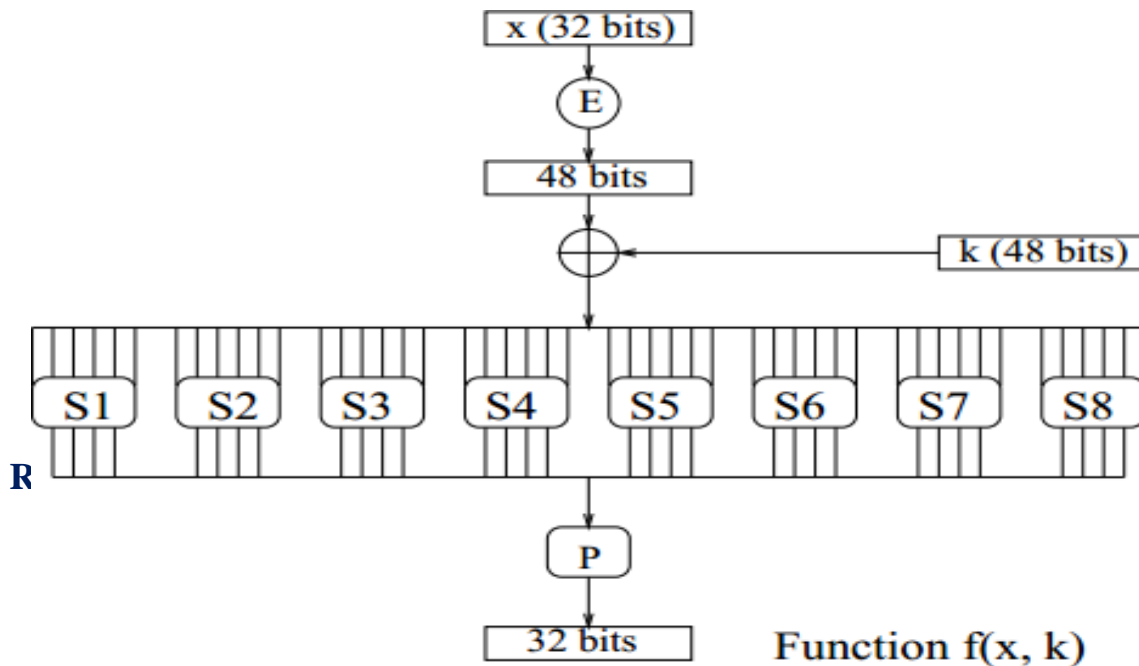 x (32 bits)
E
48 bits
k (48 bits)
S1 S2 S3 S4 S5 S6 S7 S8
R
P
32 bits
Function f(x, k)